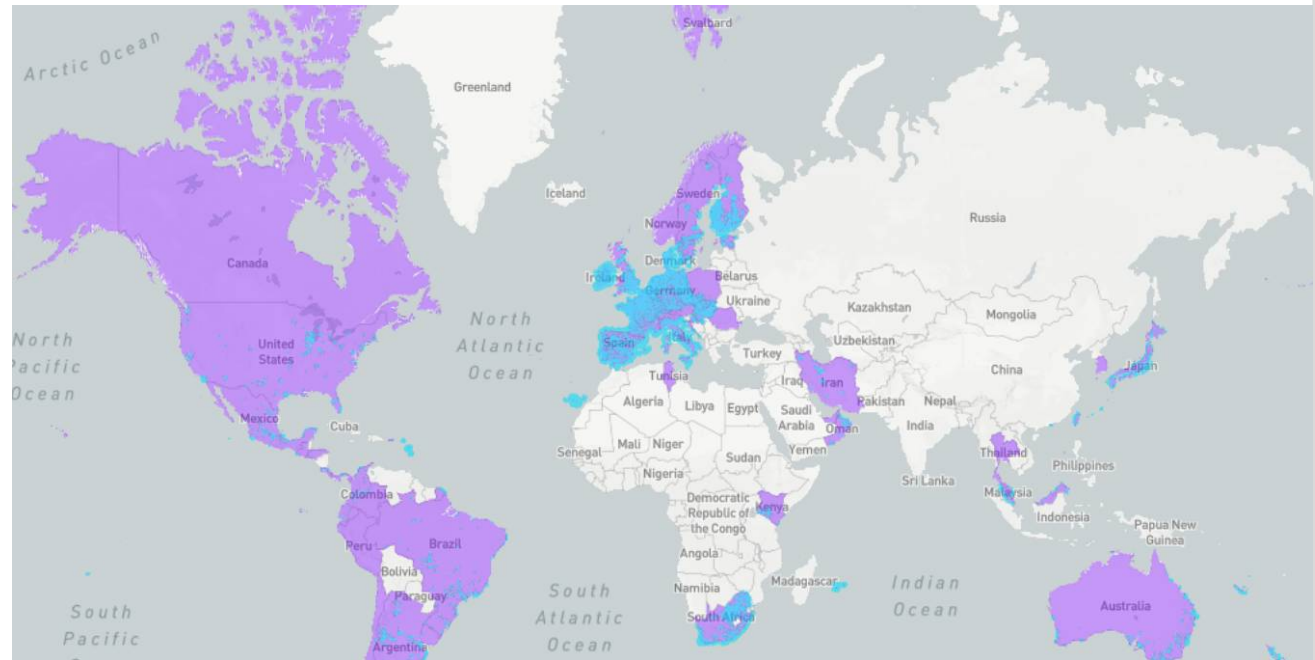 Svalbard
Arctic Ocean
Greenland
Iceland
Sweden
Norway
Russia
Canada
Denmark
Ireland
Belarus
Germany
Ukraine
Kazakhstan
Mongolia
North
Pacific
Ocean
United
States
North
Atlantic
Ocean
Spain
Italy
Uzbekistan
Turkey
China
Japan
Tunisia
Iraq
Iran
Algeria
Libya
Egypt
Pakistan
Nepal
Mexico
Cuba
Saudi
Arabia
Oman
India
Mali
Niger
Senegal
Yemen
Thailand
Sudan
Philippines
Nigeria
Sri Lanka
Colombia
Malaysia
Democratic
Republic of
the Congo
Kenya
Indonesia
Papua New
Guinea
Peru
Brazil
Angola
Bolivia
Madagascar
Indian
Ocean
Namibia
Paraguay
South
Atlantic
Ocean
South
Pacific
South Africa
Australia
Argentina